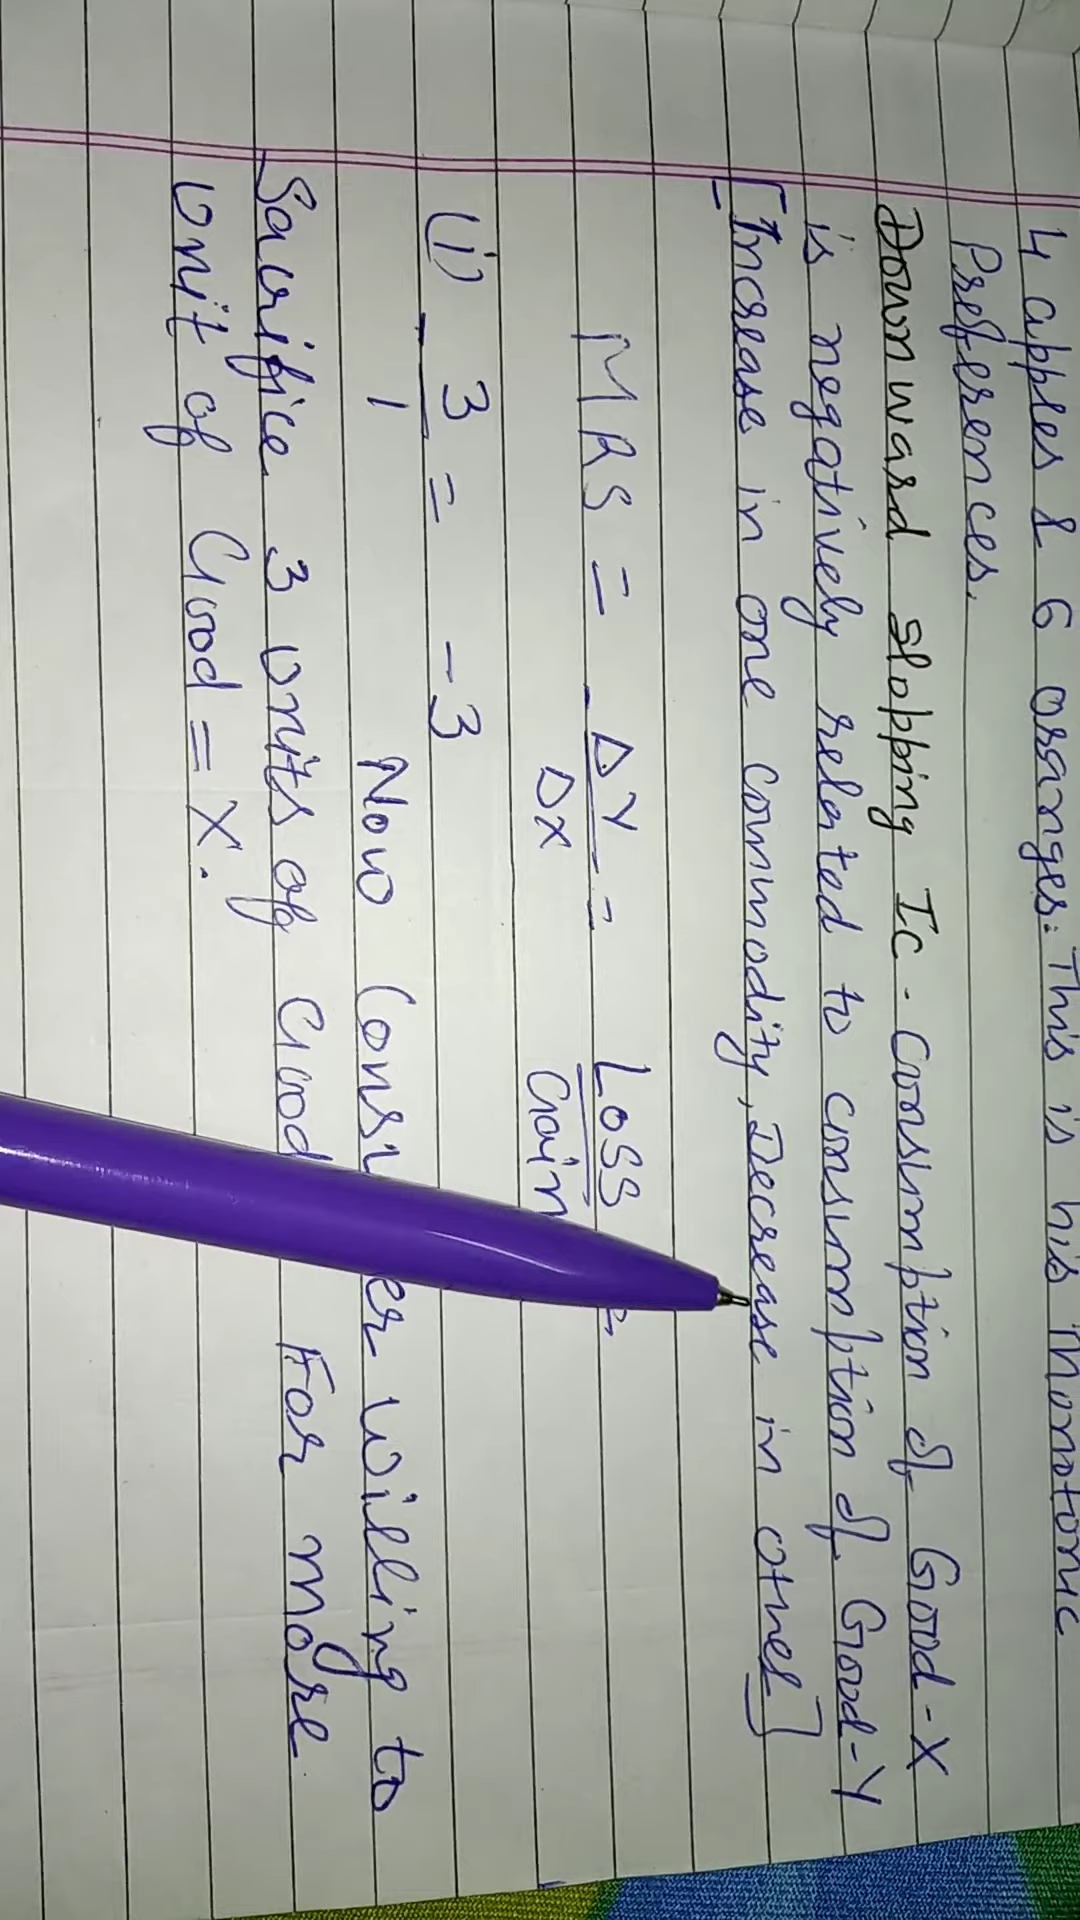 4 apples & 6 oranges. This is his monotonic
Preferences.
Downward slopping Ic - Consumption of Good-X
is negatively related to consumption of Good-Y
[Increase in one commodity, Decrease in other]
MRS = - ΔY / ΔX = Loss / Gain
(i) - 3 / 1 = -3
Now Consumer willing to
Sacrifice 3 units of Good For more
Unit of Good = X.